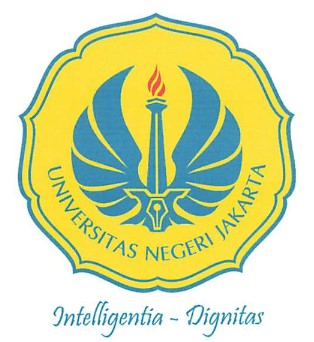 UNIVERSITAS NEGERI JAKARTA
Intelligentia - Dignitas